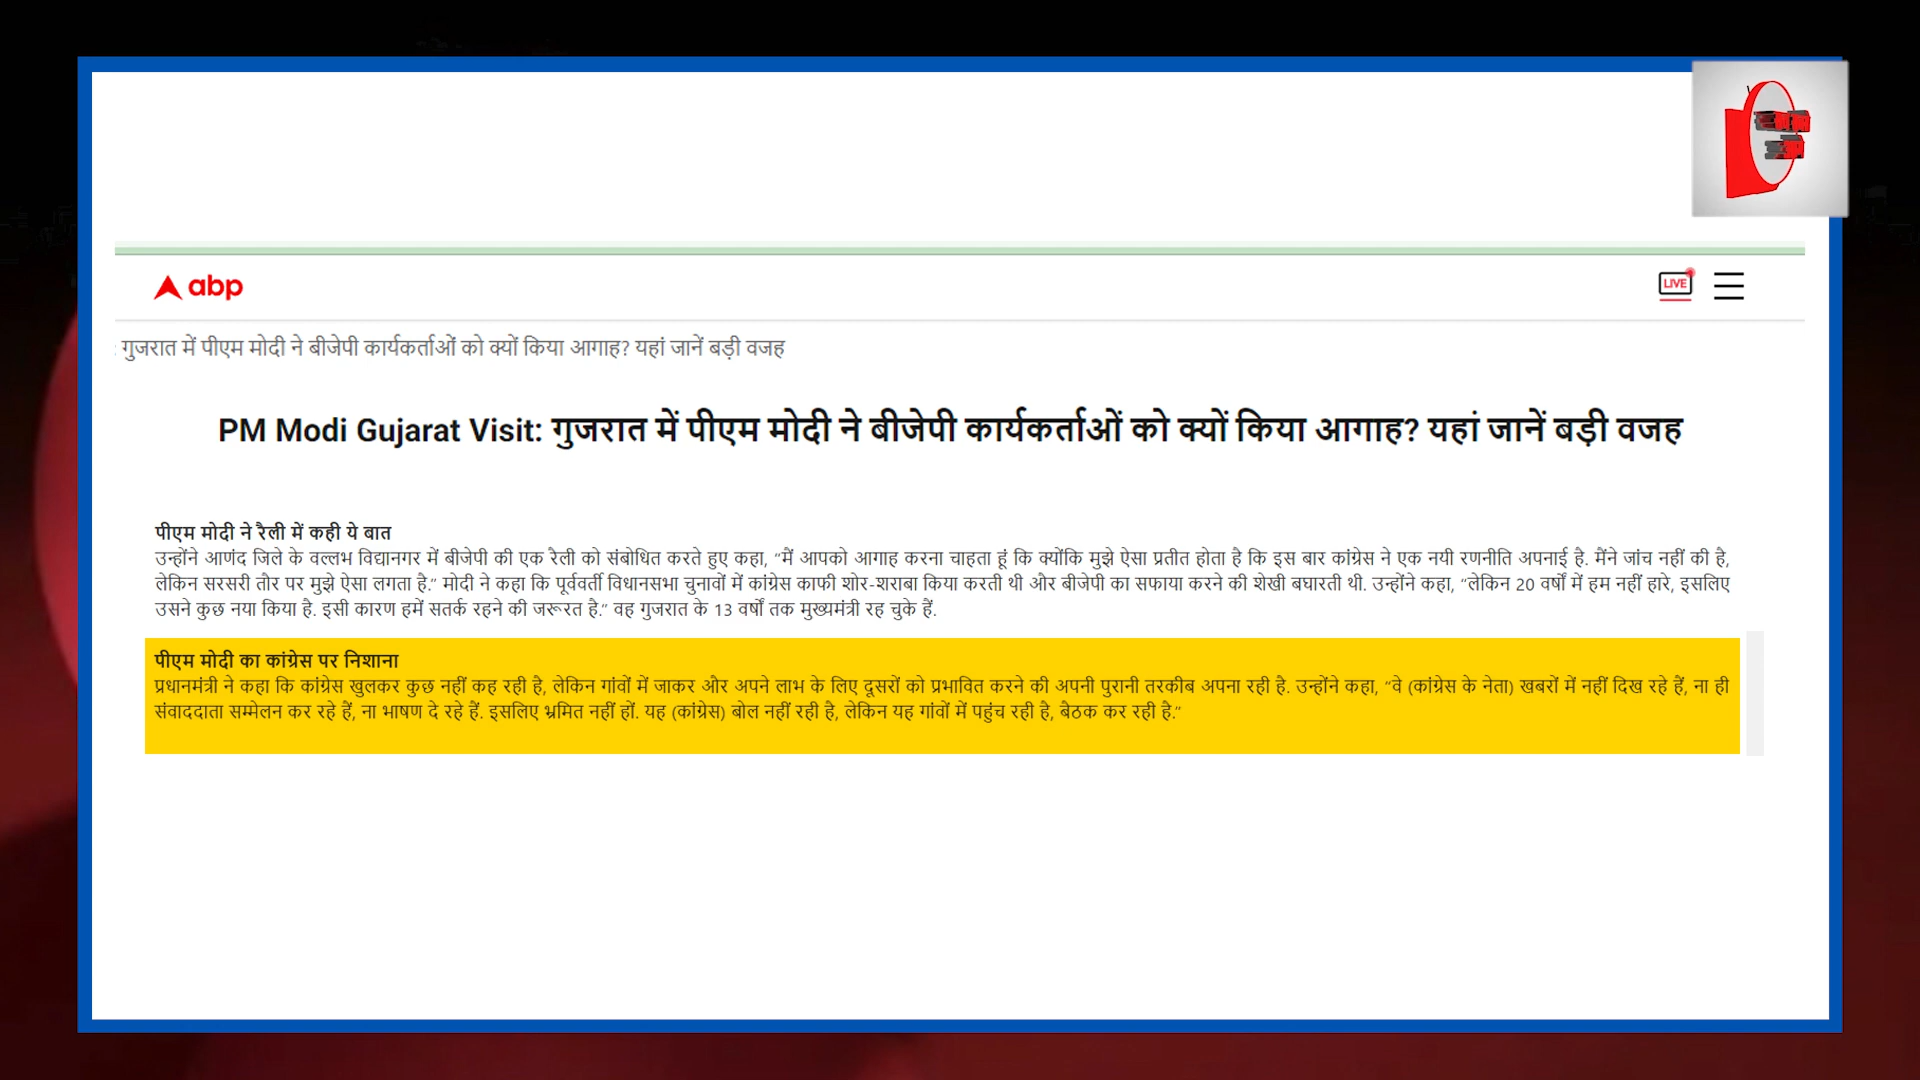 abp
LIVE
गुजरात में पीएम मोदी ने बीजेपी कार्यकर्ताओं को क्यों किया आगाह? यहां जानें बड़ी वजह
PM Modi Gujarat Visit: गुजरात में पीएम मोदी ने बीजेपी कार्यकर्ताओं को क्यों किया आगाह? यहां जानें बड़ी वजह
पीएम मोदी ने रैली में कही ये बात
उन्होंने आणंद जिले के वल्लभ विद्यानगर में बीजेपी की एक रैली को संबोधित करते हुए कहा, "मैं आपको आगाह करना चाहता हूं कि क्योंकि मुझे ऐसा प्रतीत होता है कि इस बार कांग्रेस ने एक नयी रणनीति अपनाई है. मैंने जांच नहीं की है,
लेकिन सरसरी तौर पर मुझे ऐसा लगता है." मोदी ने कहा कि पूर्ववर्ती विधानसभा चुनावों में कांग्रेस काफी शोर-शराबा किया करती थी और बीजेपी का सफाया करने की शेखी बघारती थी. उन्होंने कहा, "लेकिन 20 वर्षों में हम नहीं हारे, इसलिए
उसने कुछ नया किया है. इसी कारण हमें सतर्क रहने की जरूरत है." वह गुजरात के 13 वर्षों तक मुख्यमंत्री रह चुके हैं.
पीएम मोदी का कांग्रेस पर निशाना
प्रधानमंत्री ने कहा कि कांग्रेस खुलकर कुछ नहीं कह रही है, लेकिन गांवों में जाकर और अपने लाभ के लिए दूसरों को प्रभावित करने की अपनी पुरानी तरकीब अपना रही है. उन्होंने कहा, "वे (कांग्रेस के नेता) खबरों में नहीं दिख रहे हैं, ना ही
संवाददाता सम्मेलन कर रहे हैं, ना भाषण दे रहे हैं. इसलिए भ्रमित नहीं हों. यह (कांग्रेस) बोल नहीं रही है, लेकिन यह गांवों में पहुंच रही है, बैठक कर रही है."